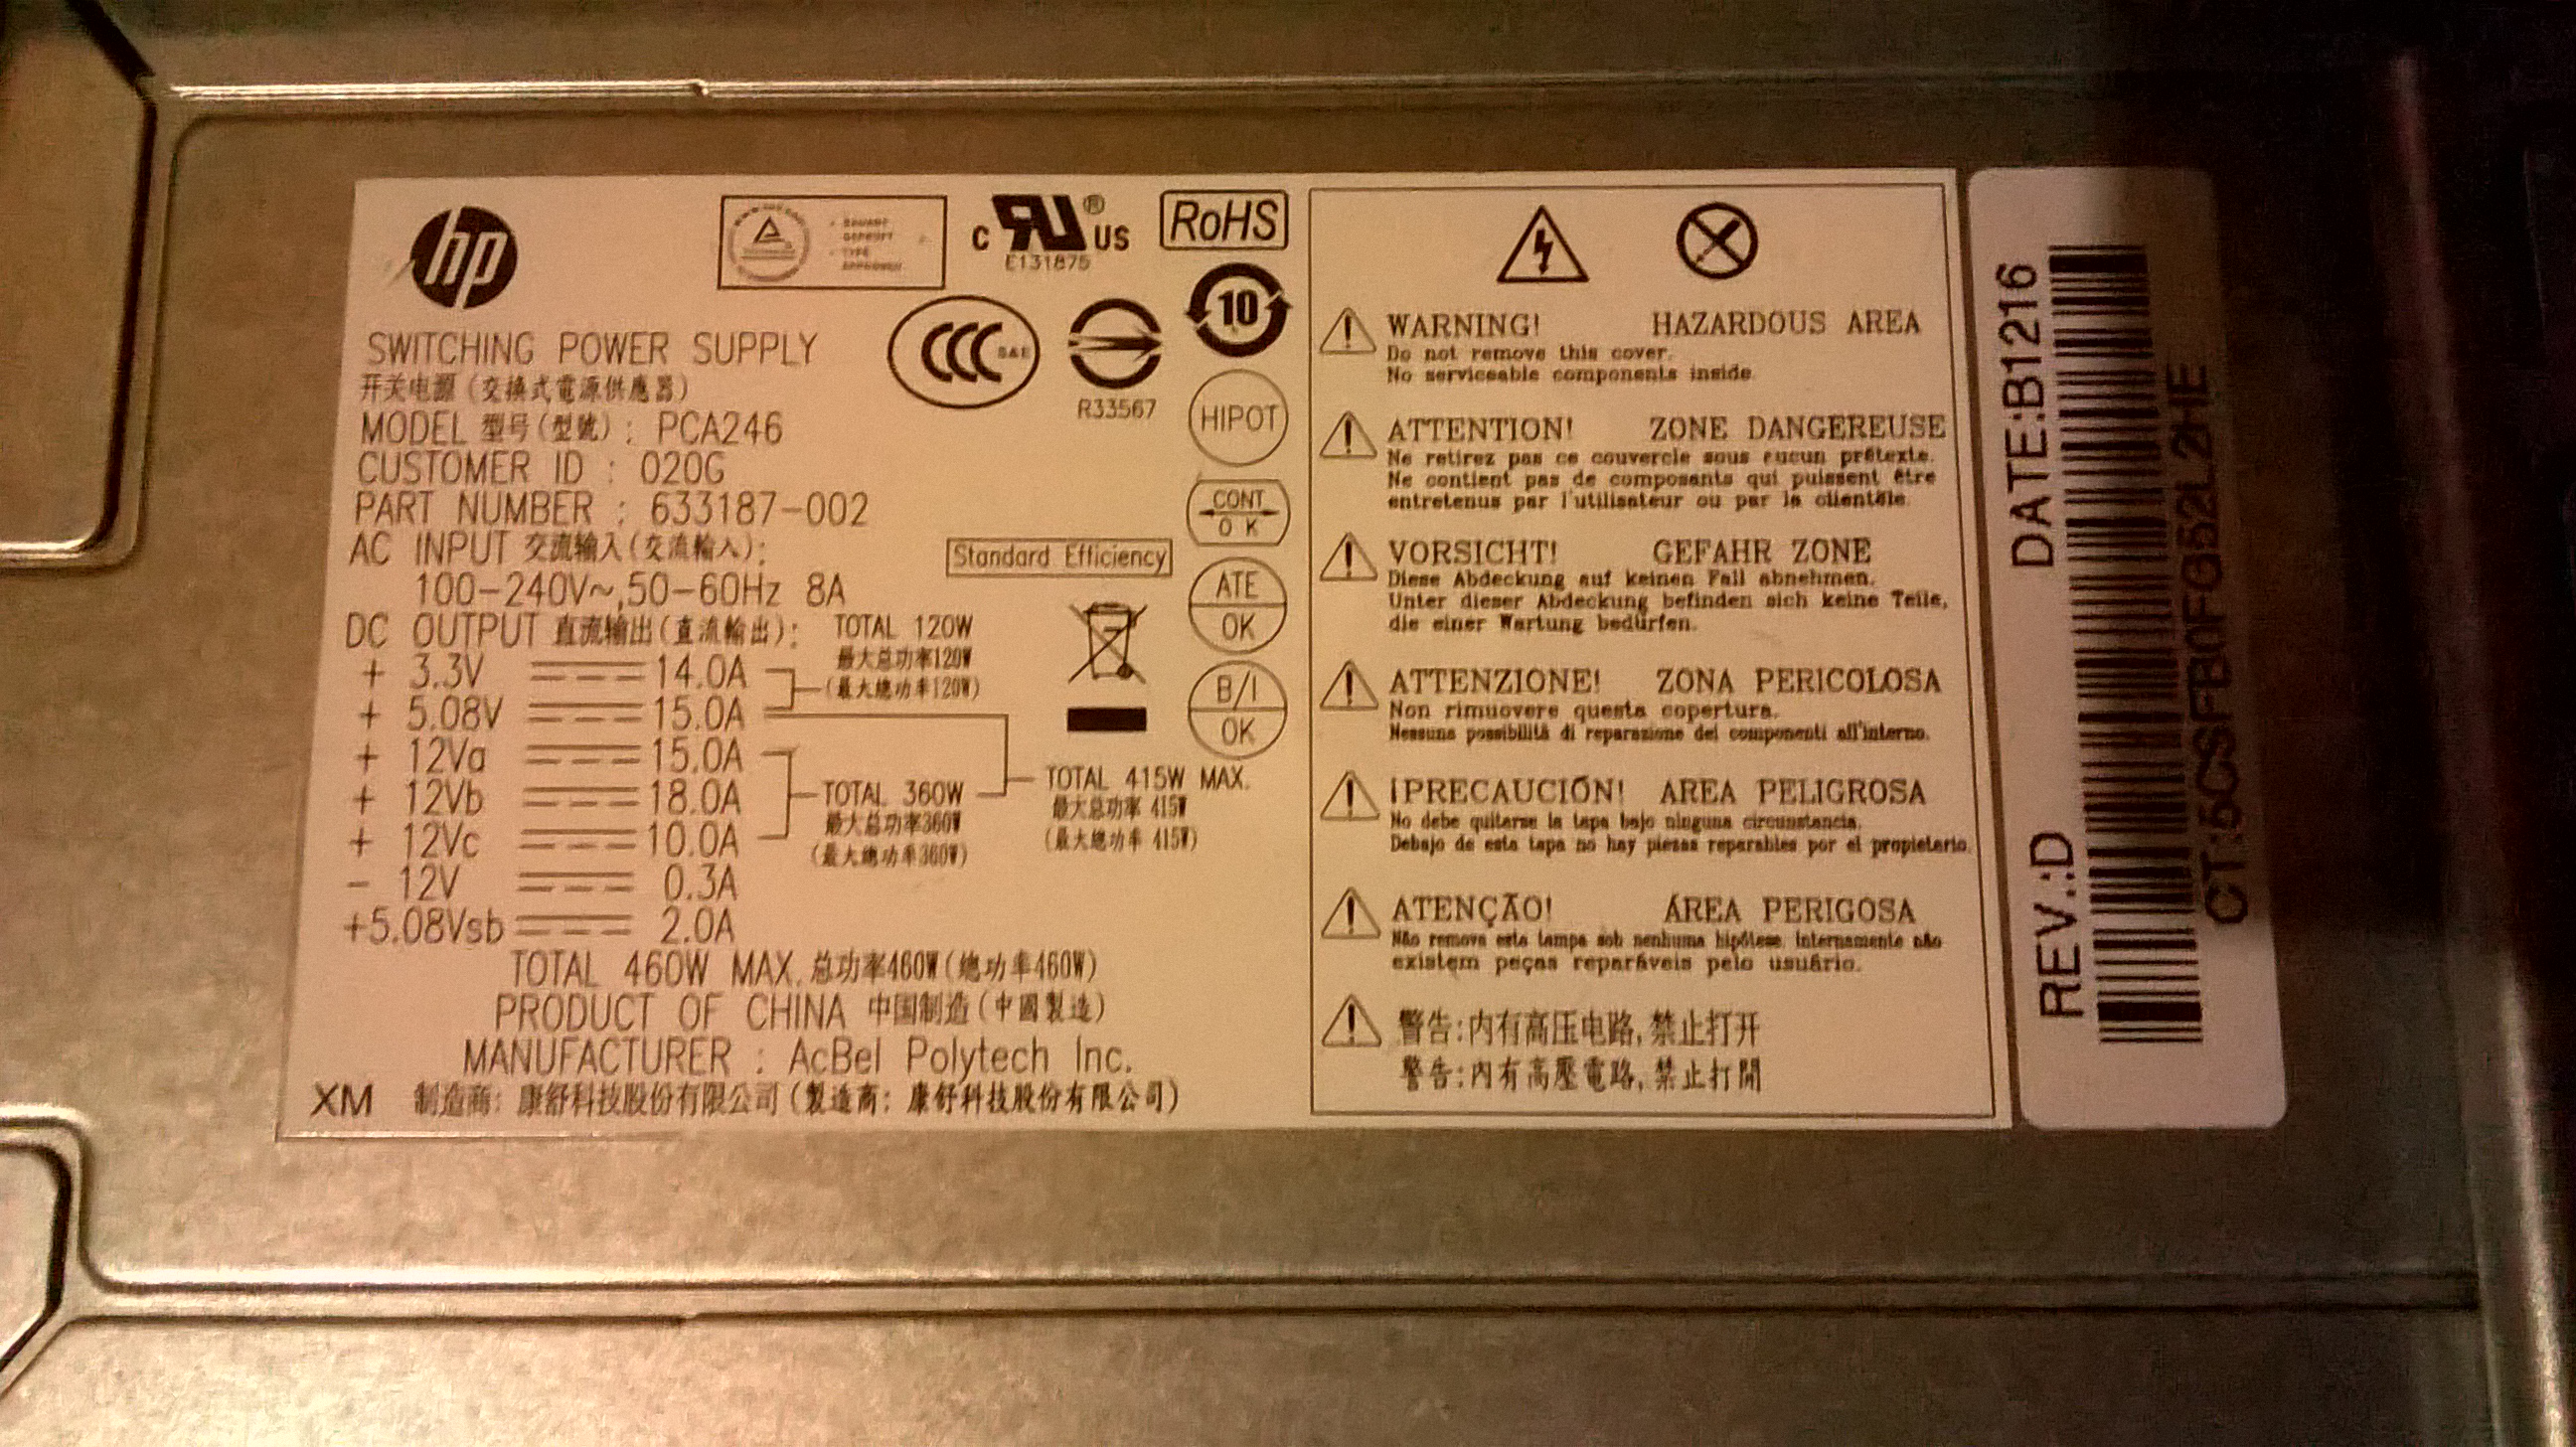 hp
SWITCHING POWER SUPPLY
开关电源(交换式電源供應器)
MODEL 型号(型號): PCA246
CUSTOMER ID : 020G
PART NUMBER : 633187-002
AC INPUT 交流输入(交流輸入):
100-240V~,50-60Hz 8A
DC OUTPUT 直流输出(直流輸出):
+ 3.3V 14.0A
+ 5.08V 15.0A
+ 12Va 15.0A
+ 12Vb 18.0A
+ 12Vc 10.0A
- 12V 0.3A
+5.08Vsb 2.0A
TOTAL 120W
最大总功率120W
(最大總功率120W)
TOTAL 360W
最大总功率360W
(最大總功率360W)
TOTAL 415W MAX.
最大总功率 415W
(最大總功率 415W)
TOTAL 460W MAX. 总功率460W(總功率460W)
PRODUCT OF CHINA 中国制造(中國製造)
MANUFACTURER : AcBel Polytech Inc.
XM 制造商: 康舒科技股份有限公司(製造商: 康舒科技股份有限公司)
BAUART
GEPRÜFT
TYPE
APPROVED
C RU ® US
E131875
RoHS
CCC S&E
R33567
10
HIPOT
CONT
O K
Standard Efficiency
ATE
OK
B/I
OK
WARNING! HAZARDOUS AREA
Do not remove this cover.
No serviceable components inside.
ATTENTION! ZONE DANGEREUSE
Ne retirez pas ce couvercle sous aucun prétexte.
Ne contient pas de composants qui puissent être
entretenus par l'utilisateur ou par la clientèle.
VORSICHT! GEFAHR ZONE
Diese Abdeckung auf keinen Fall abnehmen.
Unter dieser Abdeckung befinden sich keine Teile,
die einer Wartung bedürfen.
ATTENZIONE! ZONA PERICOLOSA
Non rimuovere questa copertura.
Nessuna possibilità di reparazione dei componenti all'interno.
¡PRECAUCIÓN! AREA PELIGROSA
No debe quitarse la tapa bajo ninguna circunstancia.
Debajo de esta tapa no hay piezas reparables por el propietario.
ATENÇÃO! ÁREA PERIGOSA
Não remova esta tampa sob nenhuma hipótese, internamente não
existem peças reparáveis pelo usuário.
警告:内有高压电路,禁止打开
警告:内有高壓電路,禁止打開
REV.:D DATE:B1216
CT:5CSFB0FG52L2HE